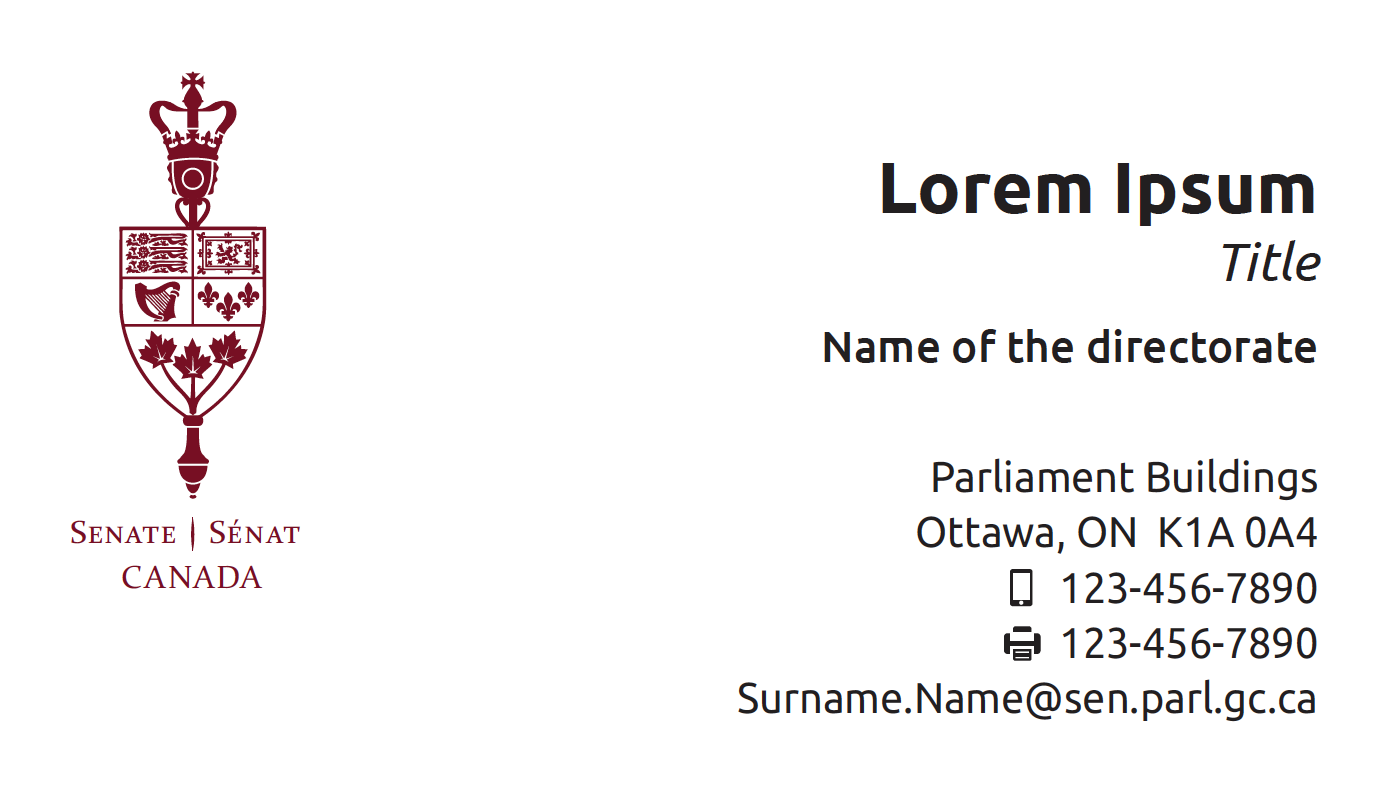 SENATE | SÉNAT
CANADA
Lorem Ipsum
Title
Name of the directorate
Parliament Buildings
Ottawa, ON  K1A 0A4
123-456-7890
123-456-7890
Surname.Name@sen.parl.gc.ca